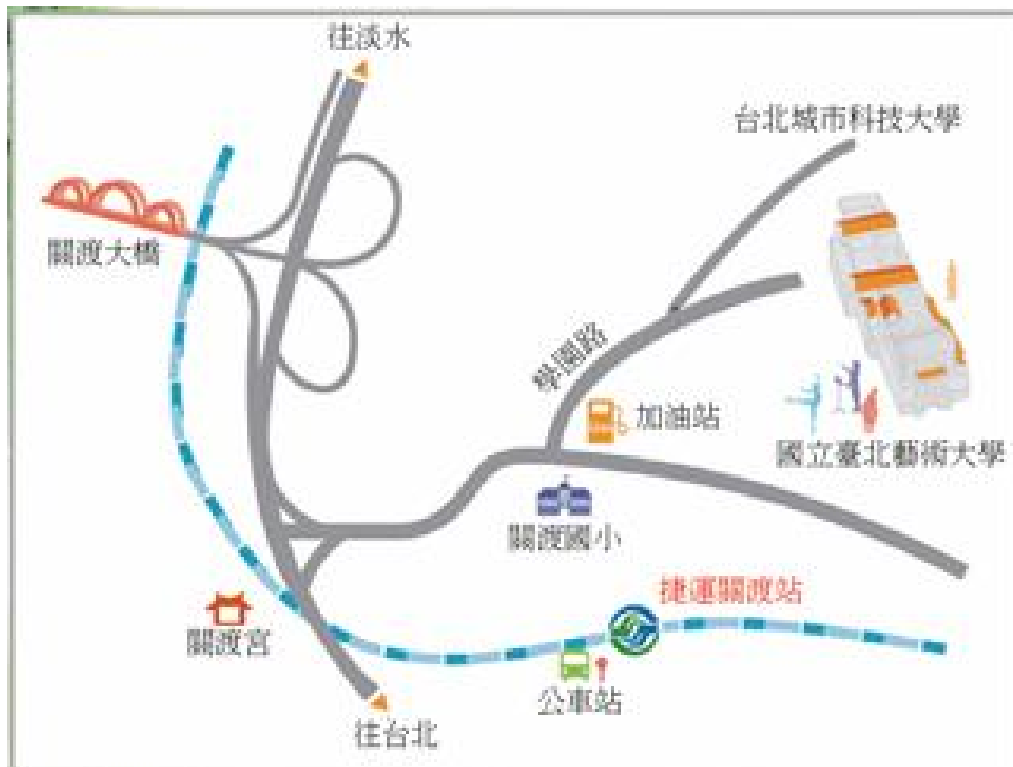 往淡水
台北城市科技大學
關渡大橋
學園路
加油站
國立臺北藝術大學
關渡國小
捷運關渡站
關渡宮
公車站
往台北